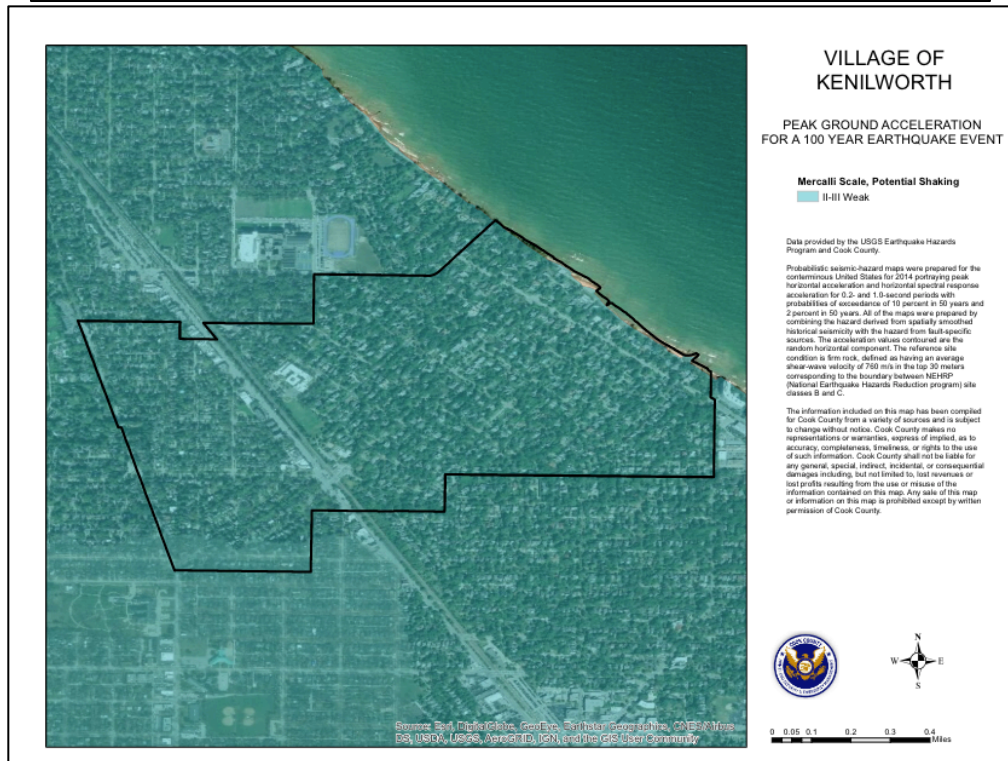 VILLAGE OF
KENILWORTH
PEAK GROUND ACCELERATION
FOR A 100 YEAR EARTHQUAKE EVENT
Mercalli Scale, Potential Shaking
II-III Weak
Data provided by the USGS Earthquake Hazards
Program and Cook County.
Probabilistic seismic-hazard maps were prepared for the
conterminous United States for 2014 portraying peak
horizontal acceleration and horizontal spectral response
acceleration for 0.2- and 1.0-second periods with
probabilities of exceedance of 10 percent in 50 years and
2 percent in 50 years. All of the maps were prepared by
combining the hazard derived from spatially smoothed
historical seismicity with the hazard from fault-specific
sources. The acceleration values contoured are the
random horizontal component. The reference site
condition is firm rock, defined as having an average
shear-wave velocity of 760 m/s in the top 30 meters
corresponding to the boundary between NEHRP
(National Earthquake Hazards Reduction program) site
classes B and C.
The information included on this map has been compiled
for Cook County from a variety of sources and is subject
to change without notice. Cook County makes no
representations or warranties, express of implied, as to
accuracy, completeness, timeliness, or rights to the use
of such information. Cook County shall not be liable for
any general, special, indirect, incidental, or consequential
damages including, but not limited to, lost revenues or
lost profits resulting from the use or misuse of the
information contained on this map. Any sale of this map
or information on this map is prohibited except by written
permission of Cook County.
COOK COUNTY
N
W E
S
Source: Esri, DigitalGlobe, GeoEye, Earthstar Geographics, CNES/Airbus
DS, USDA, USGS, AeroGRID, IGN, and the GIS User Community
0 0.05 0.1 0.2 0.3 0.4
Miles